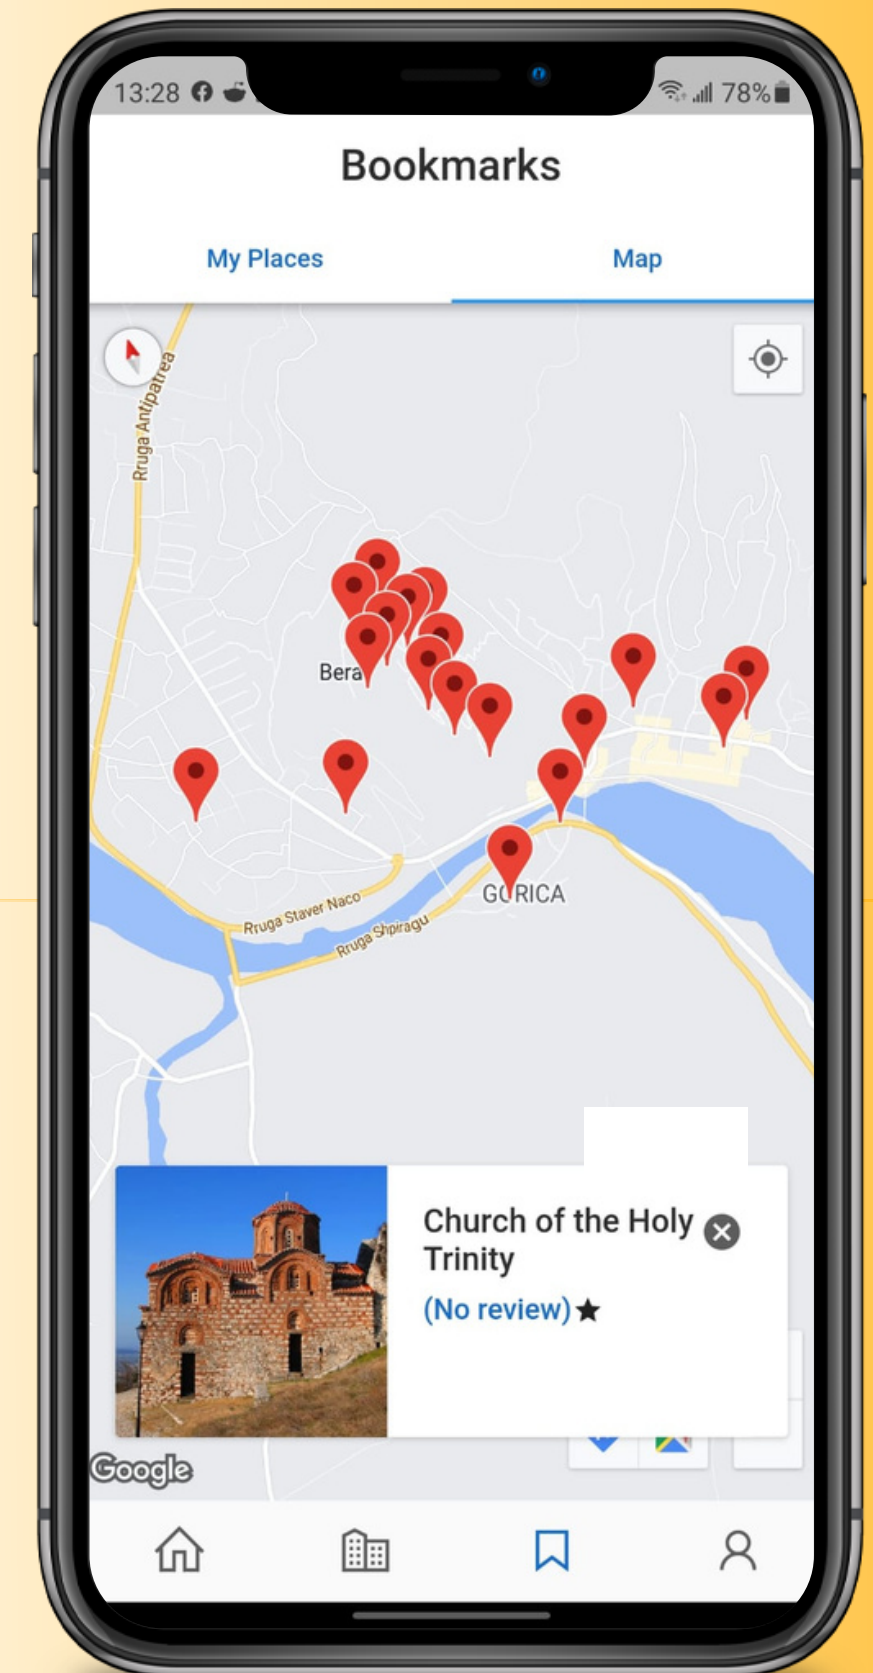 13:28
78%
Bookmarks
My Places
Map
Rruga Antipatrea
Bera
GORICA
Rruga Staver Naco
Rruga Shpiragu
Church of the Holy
Trinity
(No review)
Google